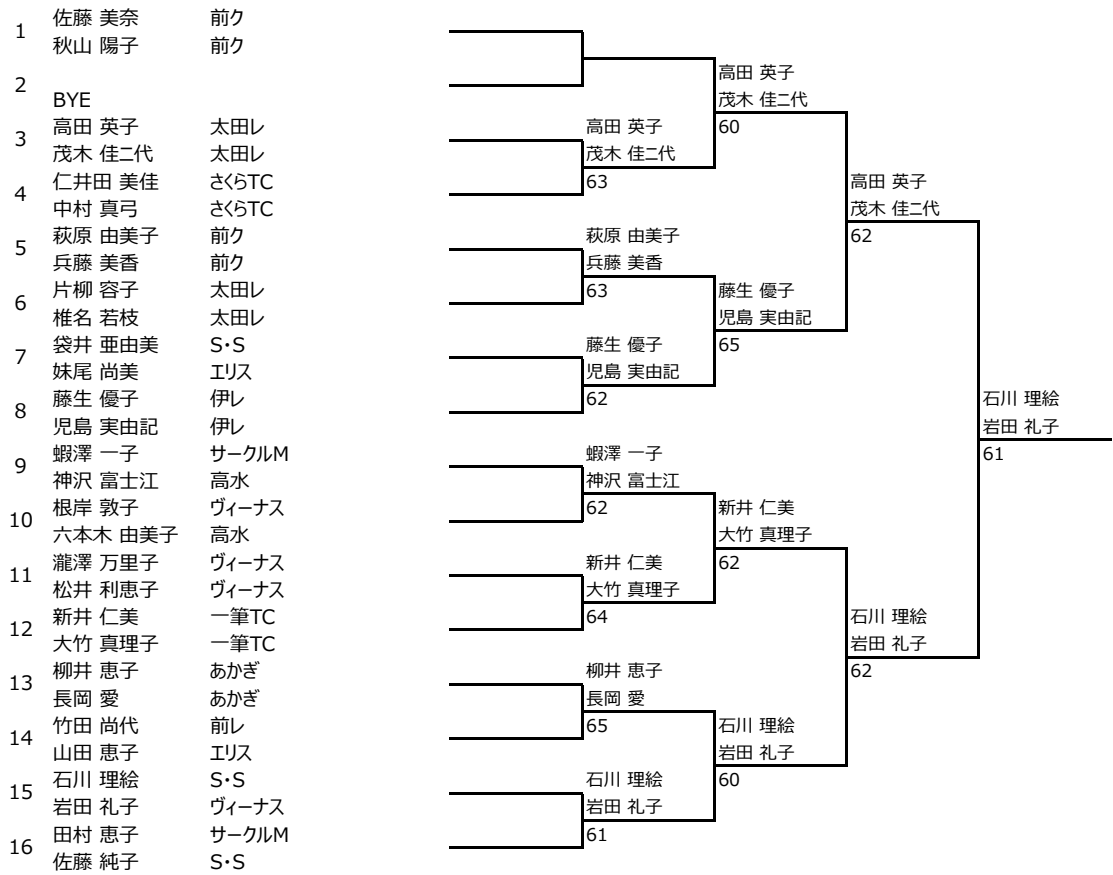 1
佐藤 美奈 前ク
秋山 陽子 前ク
2
BYE
3
高田 英子 太田レ
茂木 佳二代 太田レ
4
仁井田 美佳 さくらTC
中村 真弓 さくらTC
5
萩原 由美子 前ク
兵藤 美香 前ク
6
片柳 容子 太田レ
椎名 若枝 太田レ
7
袋井 亜由美 S・S
妹尾 尚美 エリス
8
藤生 優子 伊レ
児島 実由記 伊レ
9
蝦澤 一子 サークルM
神沢 富士江 高水
10
根岸 敦子 ヴィーナス
六本木 由美子 高水
11
瀧澤 万里子 ヴィーナス
松井 利恵子 ヴィーナス
12
新井 仁美 一筆TC
大竹 真理子 一筆TC
13
柳井 恵子 あかぎ
長岡 愛 あかぎ
14
竹田 尚代 前レ
山田 恵子 エリス
15
石川 理絵 S・S
岩田 礼子 ヴィーナス
16
田村 恵子 サークルM
佐藤 純子 S・S
高田 英子
茂木 佳二代
63
萩原 由美子
兵藤 美香
63
藤生 優子
児島 実由記
62
蝦澤 一子
神沢 富士江
62
新井 仁美
大竹 真理子
64
柳井 恵子
長岡 愛
65
石川 理絵
岩田 礼子
61
高田 英子
茂木 佳二代
60
藤生 優子
児島 実由記
65
新井 仁美
大竹 真理子
62
石川 理絵
岩田 礼子
60
高田 英子
茂木 佳二代
62
石川 理絵
岩田 礼子
62
石川 理絵
岩田 礼子
61